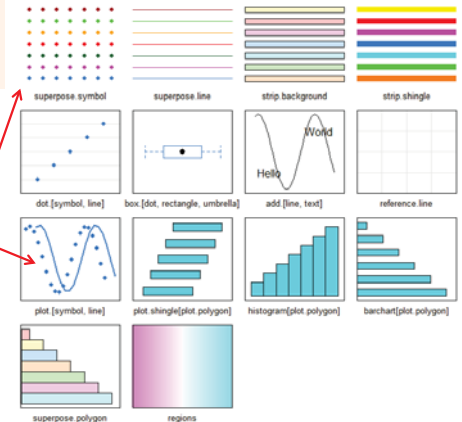 superpose.symbol superpose.line strip.background strip.shingle
World
Hello
dot.[symbol, line] box.[dot, rectangle, umbrella] add.[line, text] reference.line
plot.[symbol, line] plot.shingle[plot.polygon] histogram[plot.polygon] barchart[plot.polygon]
superpose.polygon regions